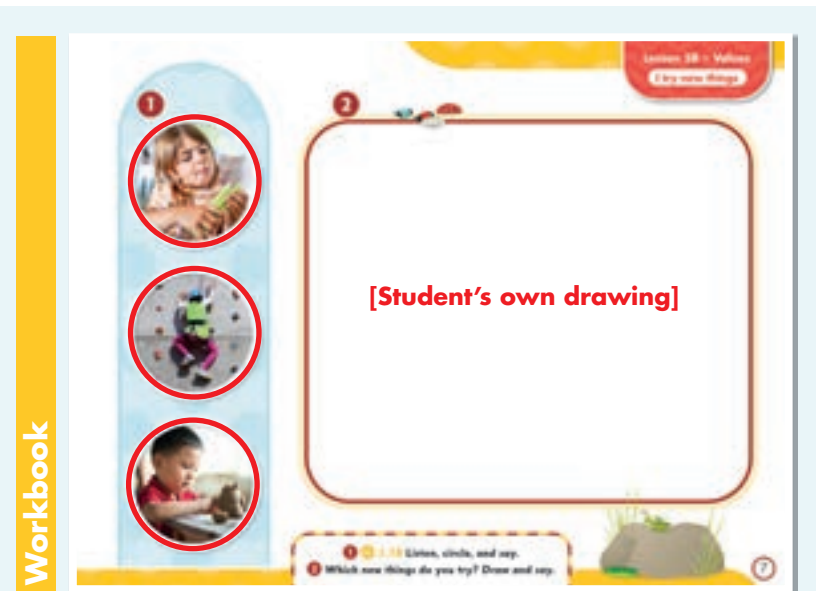 Workbook
Lesson 3B • Values
I try new things
1
2
[Student's own drawing]
1 1.18 Listen, circle, and say.
2 Which new things do you try? Draw and say.
7